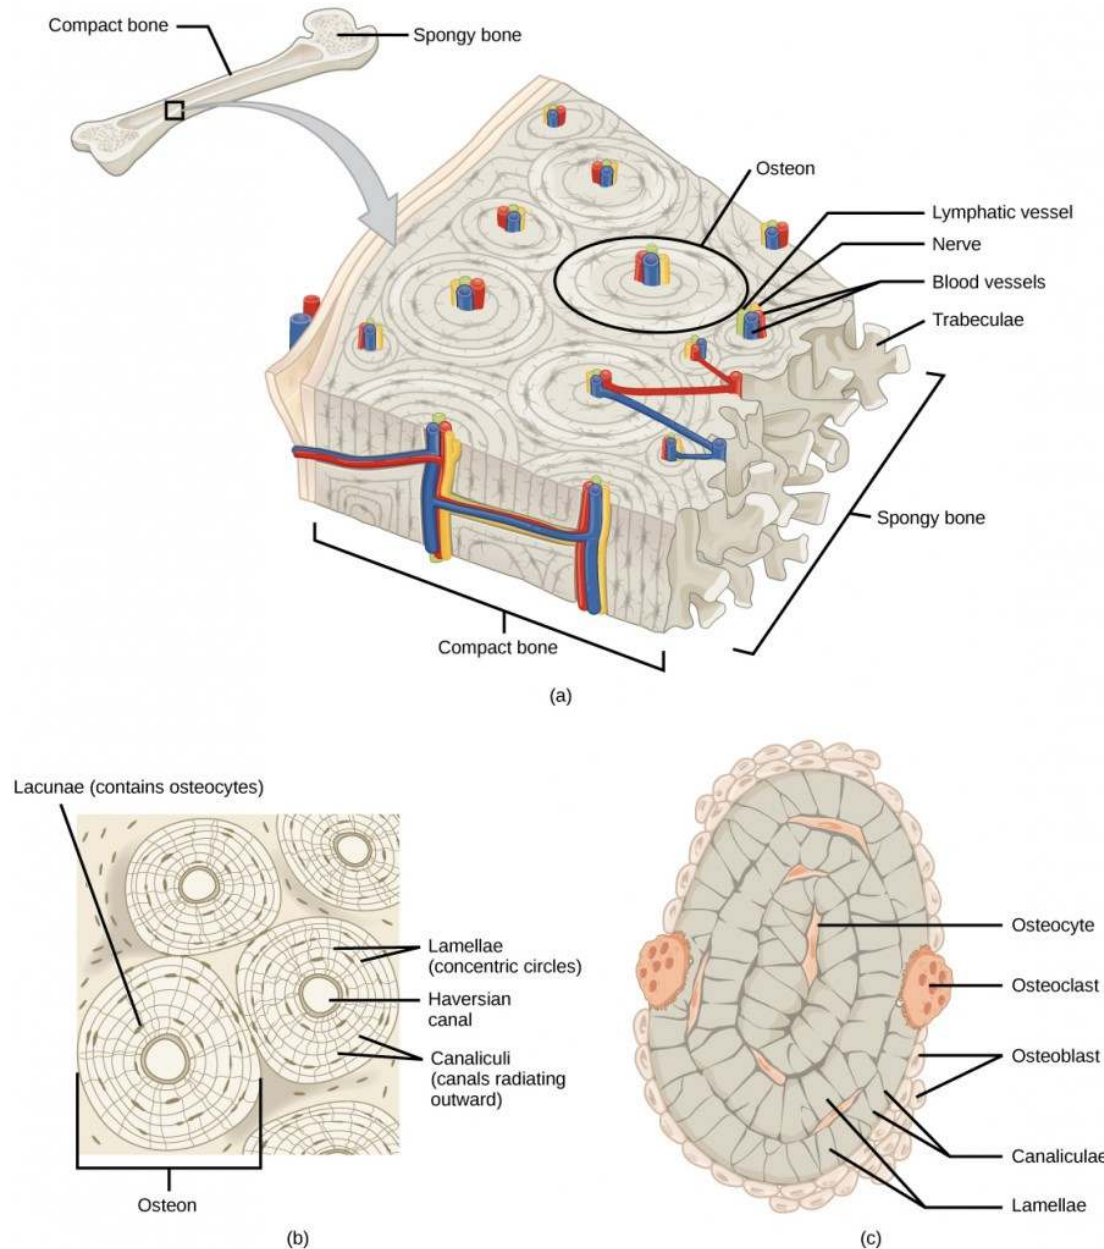 Compact bone
Spongy bone
Osteon
Lymphatic vessel
Nerve
Blood vessels
Trabeculae
Spongy bone
Compact bone
(a)
Lacunae (contains osteocytes)
Lamellae
(concentric circles)
Haversian
canal
Canaliculi
(canals radiating
outward)
Osteon
(b)
Osteocyte
Osteoclast
Osteoblast
Canaliculae
Lamellae
(c)